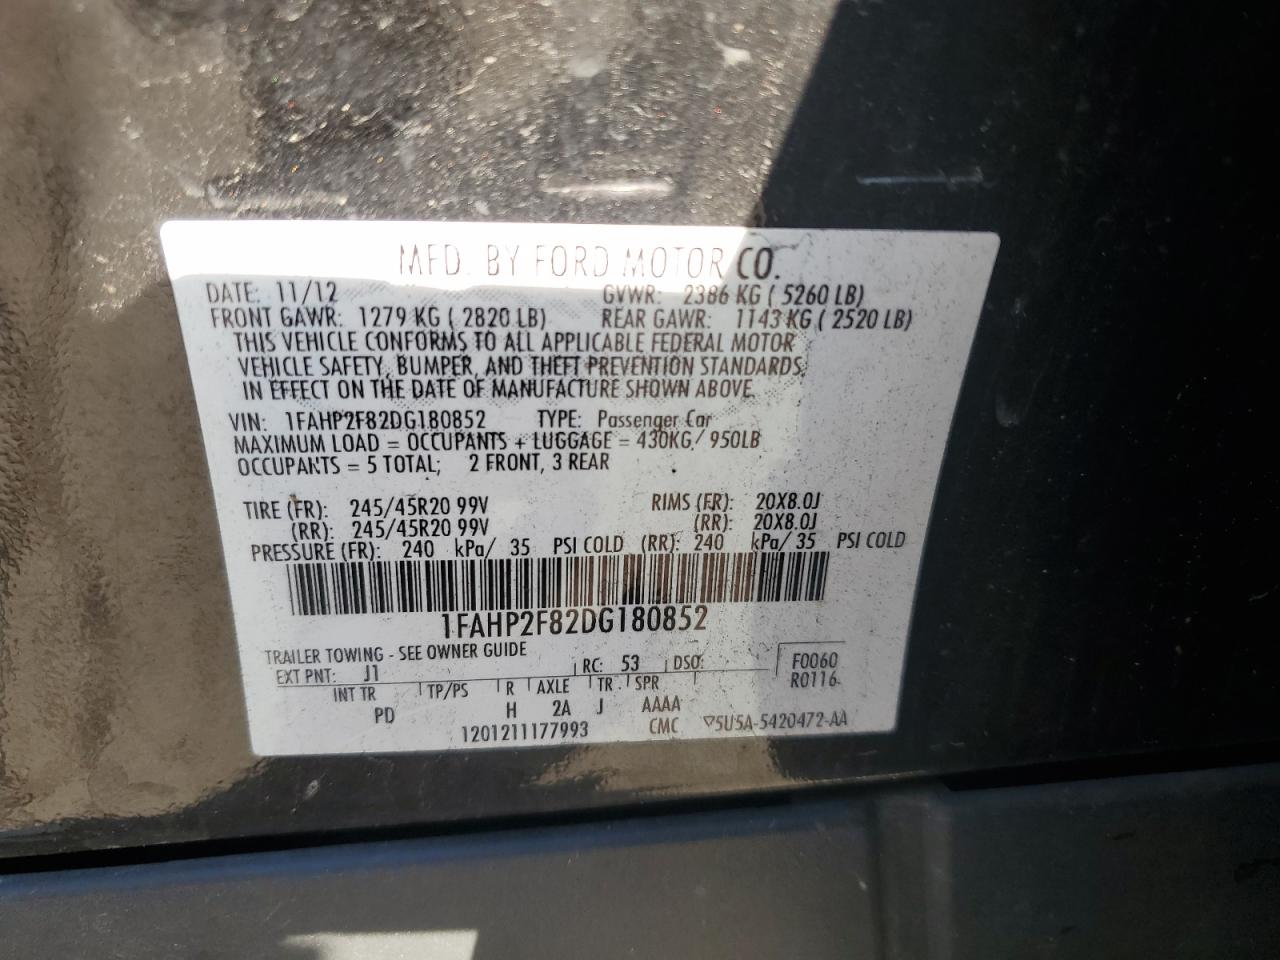 MFD. BY FORD MOTOR CO.
DATE: 11/12 GVWR: 2386 KG ( 5260 LB)
FRONT GAWR: 1279 KG ( 2820 LB) REAR GAWR: 1143 KG ( 2520 LB)
THIS VEHICLE CONFORMS TO ALL APPLICABLE FEDERAL MOTOR
VEHICLE SAFETY, BUMPER, AND THEFT PREVENTION STANDARDS
IN EFFECT ON THE DATE OF MANUFACTURE SHOWN ABOVE.
VIN: 1FAHP2F82DG180852 TYPE: Passenger Car
MAXIMUM LOAD = OCCUPANTS + LUGGAGE = 430KG/ 950LB
OCCUPANTS = 5 TOTAL; 2 FRONT, 3 REAR
TIRE (FR): 245/45R20 99V RIMS (FR): 20X8.0J
(RR): 245/45R20 99V (RR): 20X8.0J
PRESSURE (FR): 240 kPa/ 35 PSI COLD (RR): 240 kPa/ 35 PSI COLD
1FAHP2F82DG180852
TRAILER TOWING - SEE OWNER GUIDE
EXT PNT: J1 RC: 53 DSO: F0060
R0116
INT TR TP/PS R AXLE TR SPR
PD H 2A J AAAA
1201211177993 CMC ▽5U5A-5420472-AA